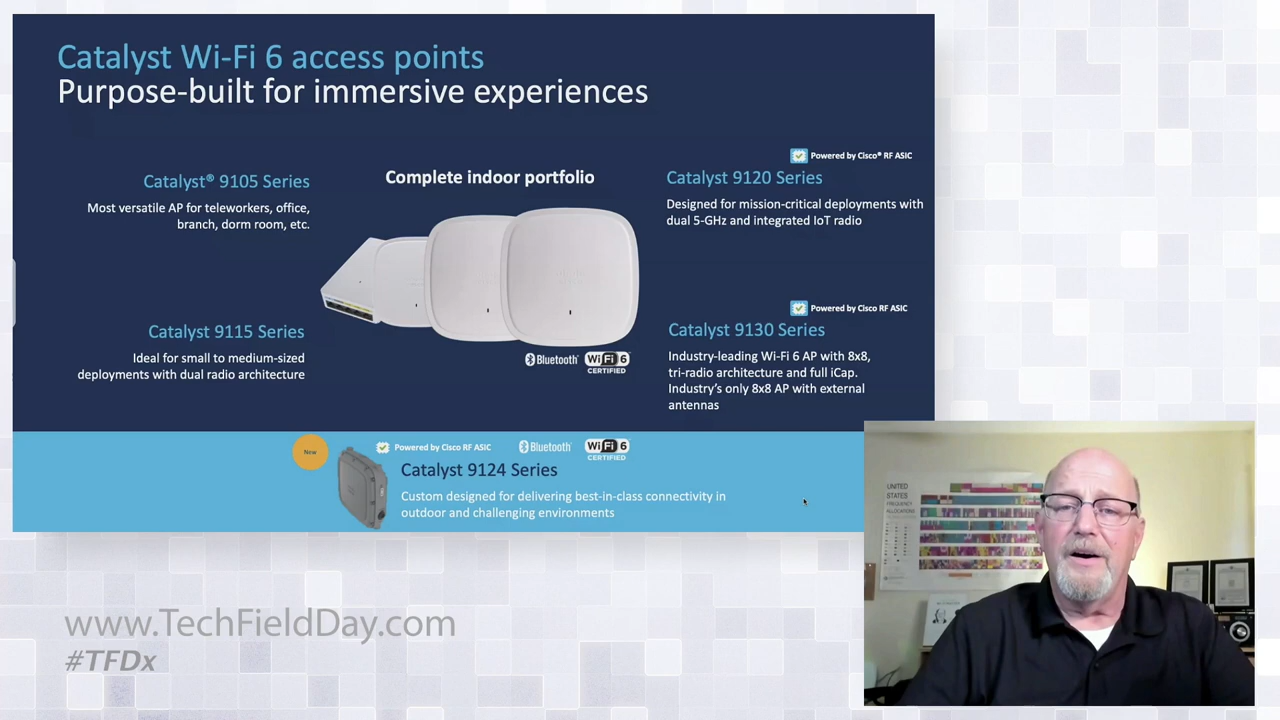 Catalyst Wi-Fi 6 access points
Purpose-built for immersive experiences
Catalyst® 9105 Series
Most versatile AP for teleworkers, office,
branch, dorm room, etc.
Catalyst 9115 Series
Ideal for small to medium-sized
deployments with dual radio architecture
Complete indoor portfolio
Bluetooth
Wi Fi 6
CERTIFIED
Powered by Cisco® RF ASIC
Catalyst 9120 Series
Designed for mission-critical deployments with
dual 5-GHz and integrated IoT radio
Powered by Cisco RF ASIC
Catalyst 9130 Series
Industry-leading Wi-Fi 6 AP with 8x8,
tri-radio architecture and full iCap.
Industry's only 8x8 AP with external
antennas
New
Powered by Cisco RF ASIC
Bluetooth
Wi Fi 6
CERTIFIED
Catalyst 9124 Series
Custom designed for delivering best-in-class connectivity in
outdoor and challenging environments
UNITED
STATES
FREQUENCY
ALLOCATIONS
www.TechFieldDay.com
#TFDx